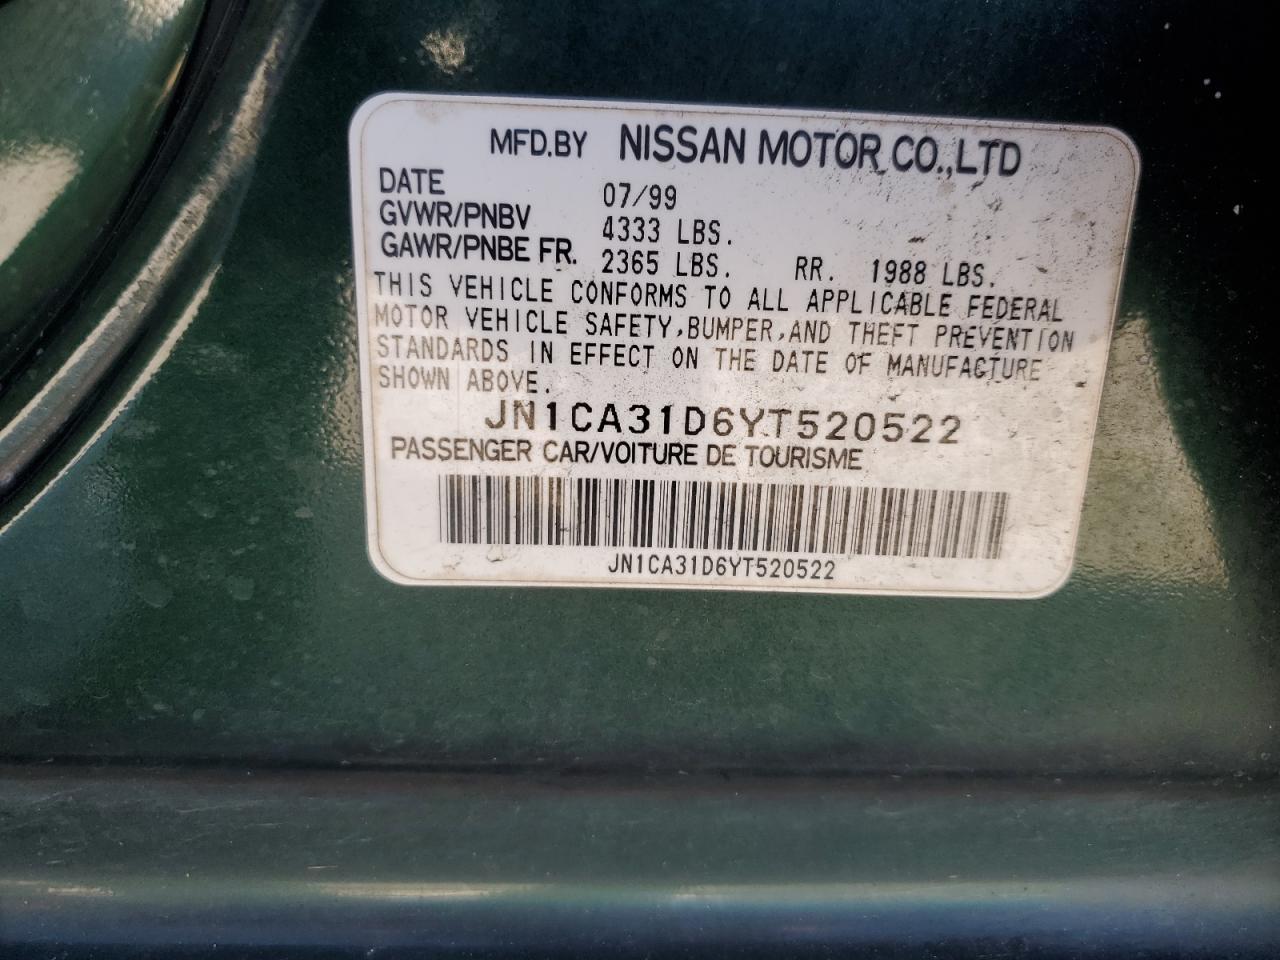 MFD.BY NISSAN MOTOR CO.,LTD
DATE 07/99
GVWR/PNBV 4333 LBS.
GAWR/PNBE FR. 2365 LBS. RR. 1988 LBS.
THIS VEHICLE CONFORMS TO ALL APPLICABLE FEDERAL
MOTOR VEHICLE SAFETY,BUMPER,AND THEFT PREVENTION
STANDARDS IN EFFECT ON THE DATE OF MANUFACTURE
SHOWN ABOVE.
JN1CA31D6YT520522
PASSENGER CAR/VOITURE DE TOURISME
JN1CA31D6YT520522